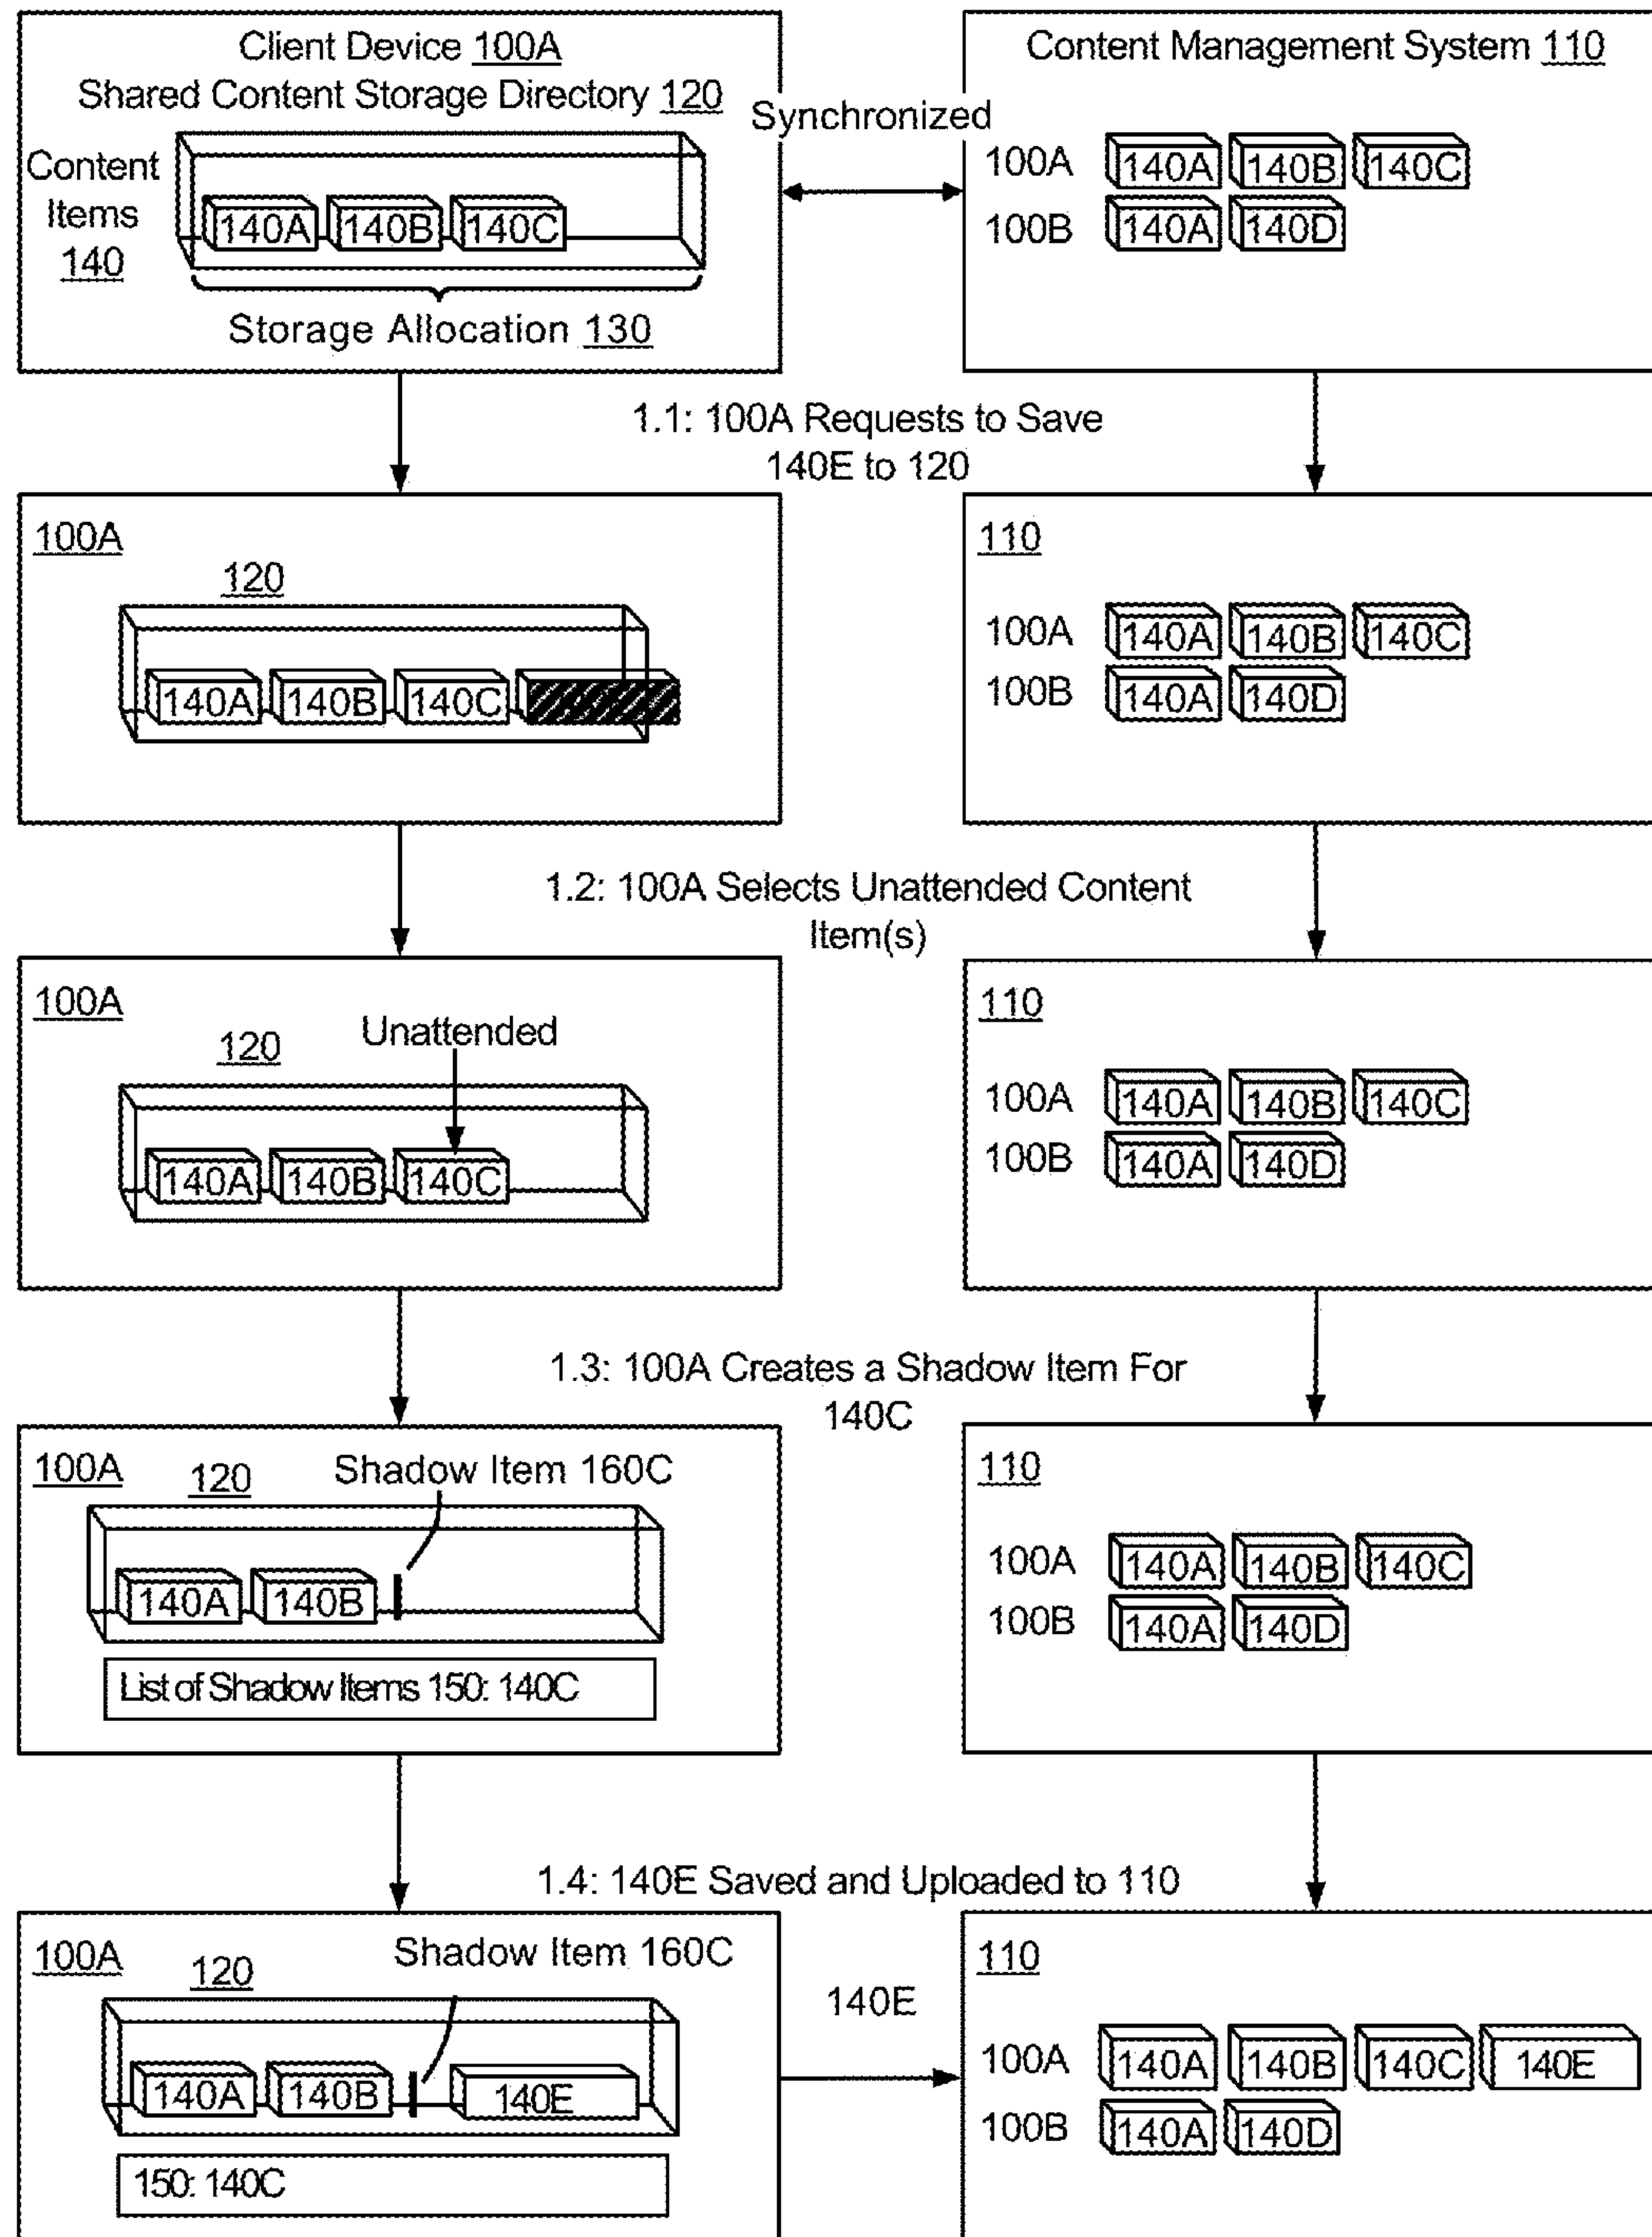 Client Device 100A
Shared Content Storage Directory 120
Content
Items
140
140A 140B 140C
Storage Allocation 130
Synchronized
Content Management System 110
100A 140A 140B 140C
100B 140A 140D
1.1: 100A Requests to Save
140E to 120
100A
120
140A 140B 140C
110
100A 140A 140B 140C
100B 140A 140D
1.2: 100A Selects Unattended Content
Item(s)
100A
120
Unattended
140A 140B 140C
110
100A 140A 140B 140C
100B 140A 140D
1.3: 100A Creates a Shadow Item For
140C
100A
120
Shadow Item 160C
140A 140B
List of Shadow Items 150: 140C
110
100A 140A 140B 140C
100B 140A 140D
1.4: 140E Saved and Uploaded to 110
100A
120
Shadow Item 160C
140A 140B 140E
150: 140C
140E
110
100A 140A 140B 140C 140E
100B 140A 140D